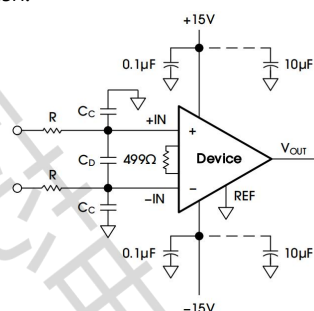 +15V
0.1µF
10µF
R
CC
+IN
+
CD
499Ω
Device
VOUT
R
−
−IN
REF
CC
0.1µF
10µF
−15V